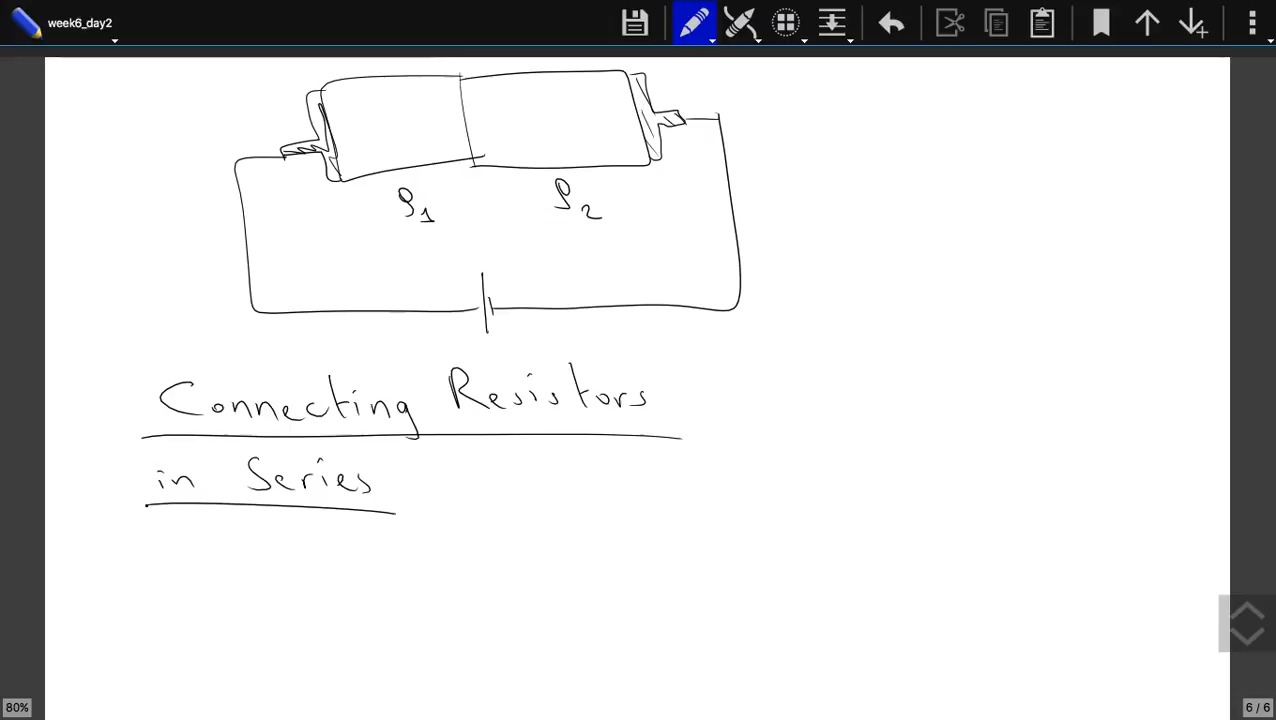 week6_day2
ρ1 ρ2
Connecting Resistors
in Series
80% 6 / 6